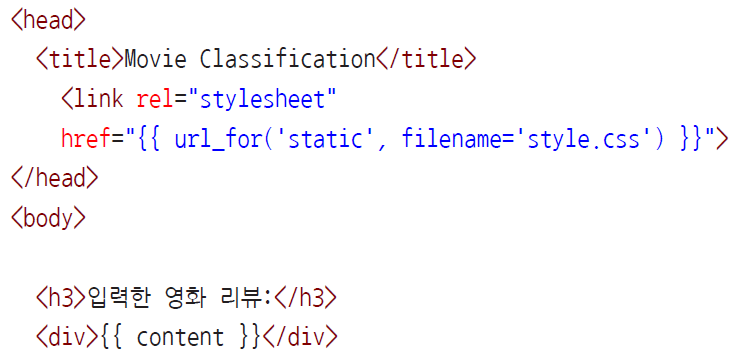 <head>
<title>Movie Classification</title>
<link rel="stylesheet"
href="{{ url_for('static', filename='style.css') }}">
</head>
<body>
<h3>입력한 영화 리뷰:</h3>
<div>{{ content }}</div>